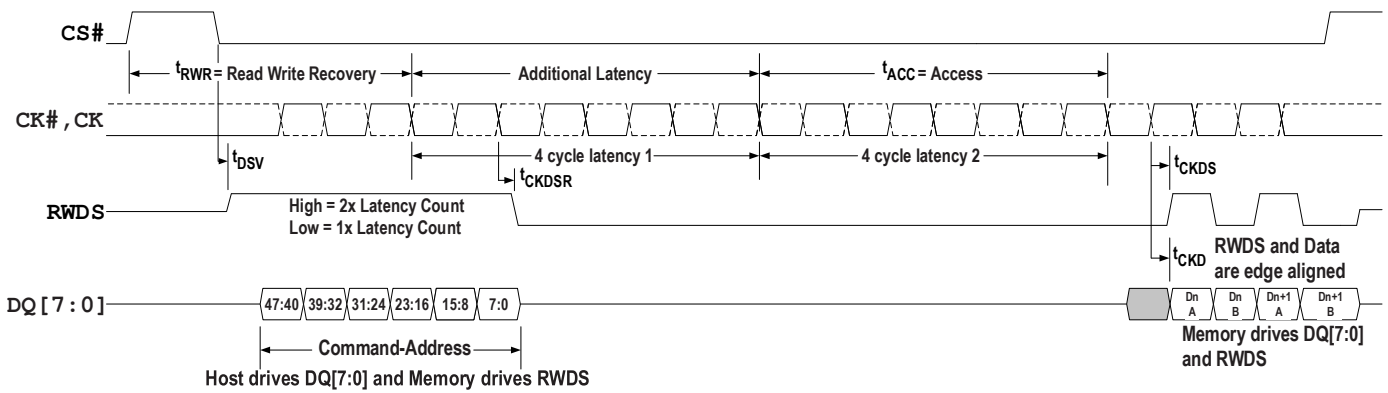 CS#
tRWR = Read Write Recovery
Additional Latency
tACC = Access
CK#,CK
tDSV
4 cycle latency 1
4 cycle latency 2
tCKDSR
tCKDS
RWDS
High = 2x Latency Count
Low = 1x Latency Count
tCKD
RWDS and Data
are edge aligned
DQ[7:0]
47:40 39:32 31:24 23:16 15:8 7:0
Dn A Dn B Dn+1 A Dn+1 B
Command-Address
Memory drives DQ[7:0]
and RWDS
Host drives DQ[7:0] and Memory drives RWDS